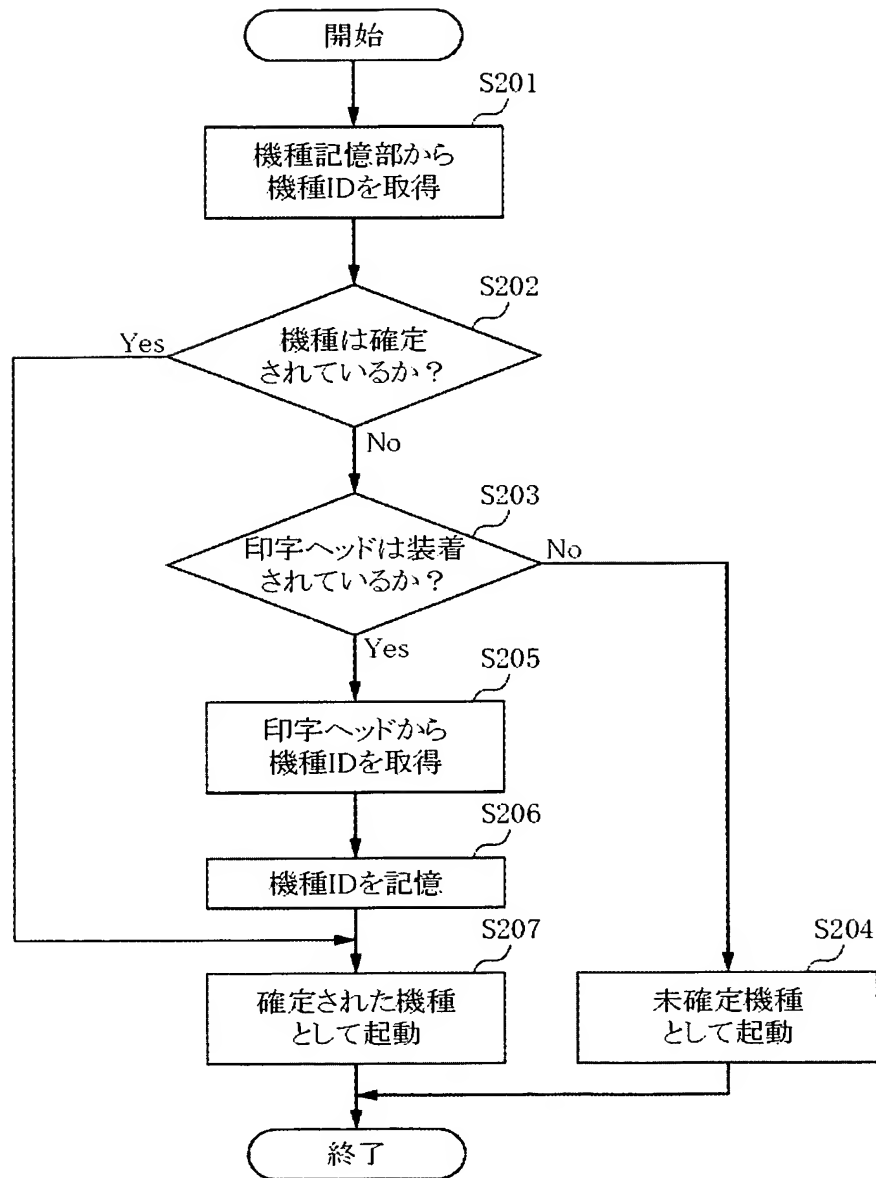 開始
S201
機種記憶部から
機種IDを取得
S202
機種は確定
されているか?
Yes
No
S203
印字ヘッドは装着
されているか?
No
Yes
S205
印字ヘッドから
機種IDを取得
S206
機種IDを記憶
S207
確定された機種
として起動
S204
未確定機種
として起動
終了